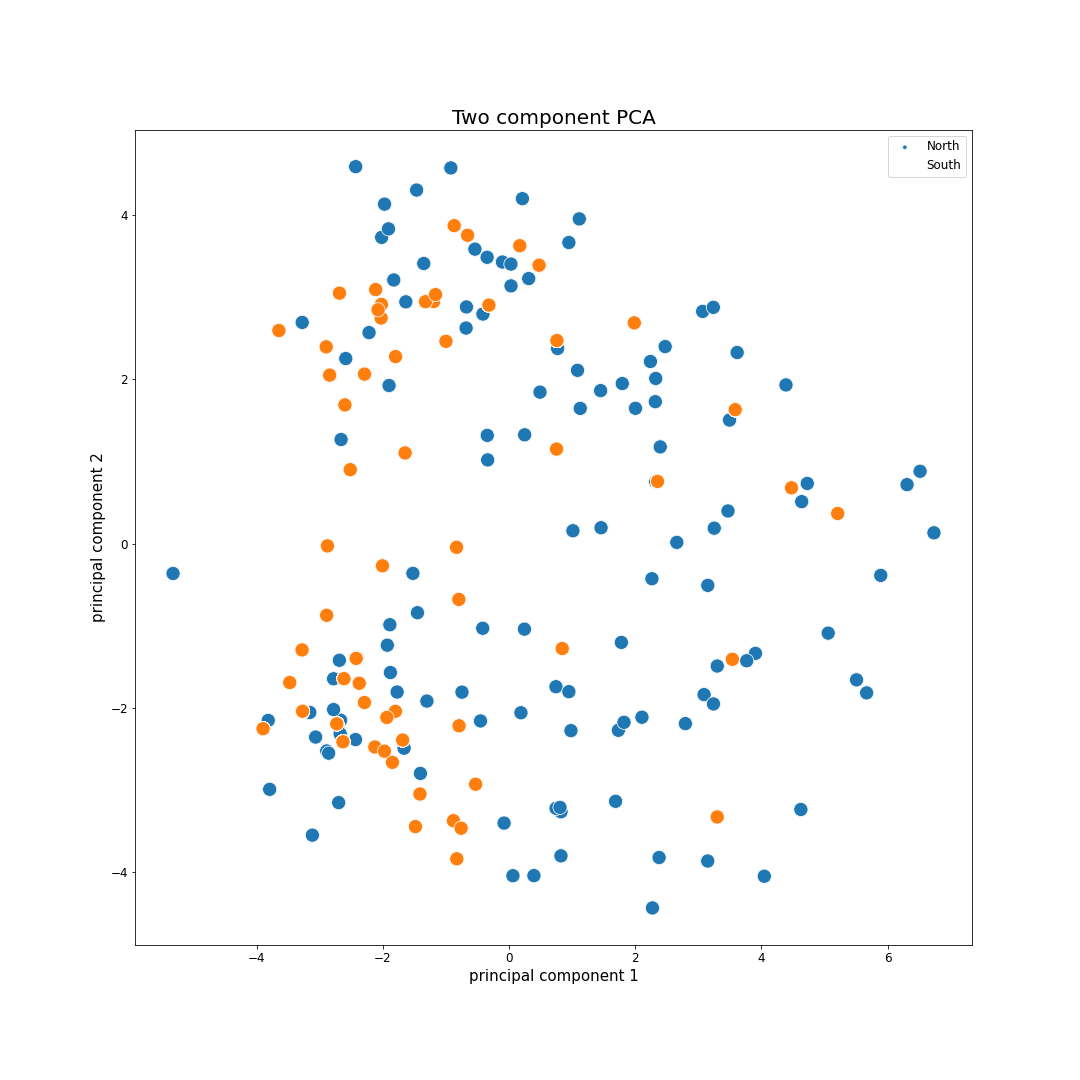 Two component PCA
North
South
4
2
0
−2
−4
principal component 2
−4 −2 0 2 4 6
principal component 1